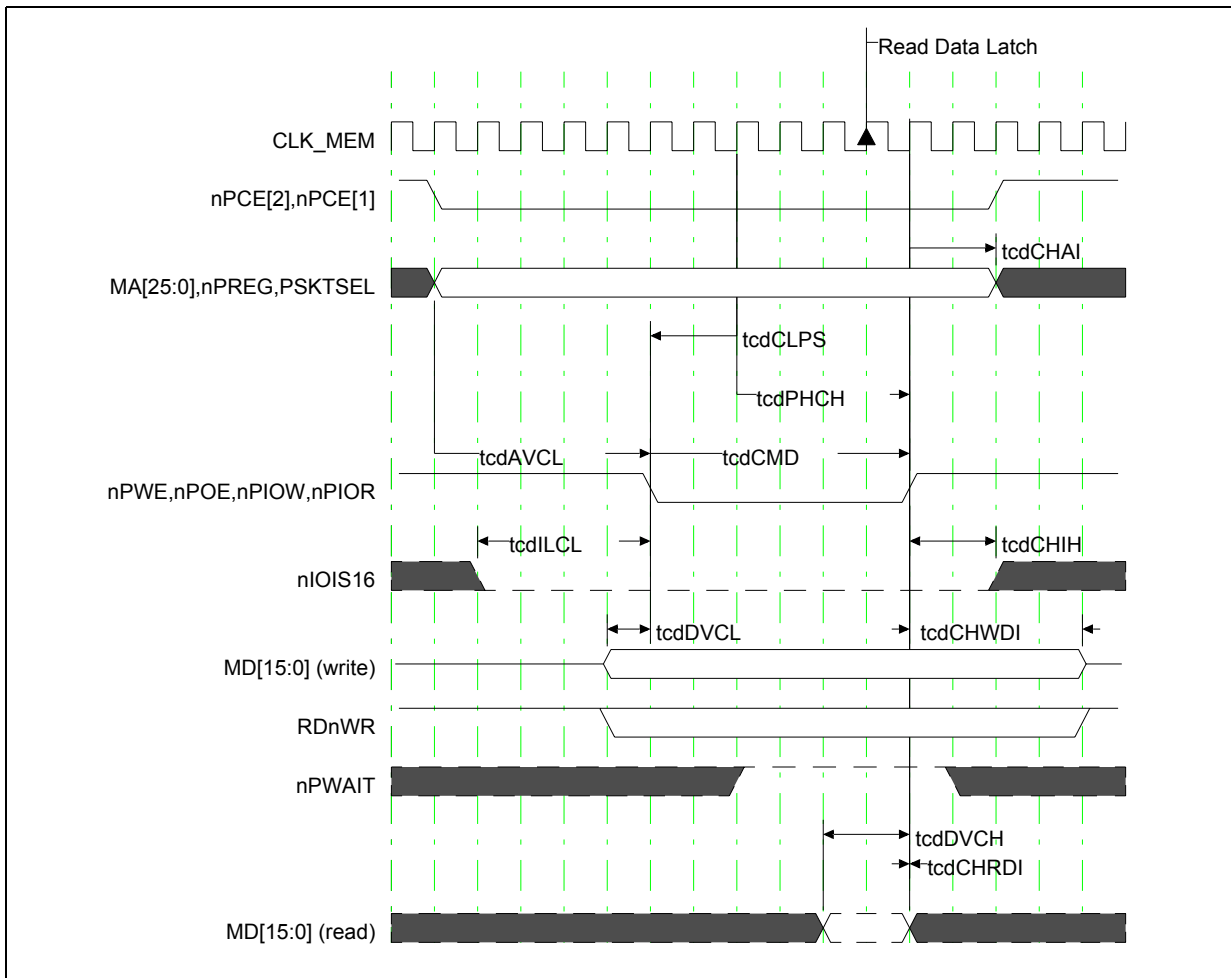 Read Data Latch
CLK_MEM
nPCE[2],nPCE[1]
tcdCHAI
MA[25:0],nPREG,PSKTSEL
tcdCLPS
tcdPHCH
tcdAVCL
tcdCMD
nPWE,nPOE,nPIOW,nPIOR
tcdILCL
tcdCHIH
nIOIS16
tcdDVCL
tcdCHWDI
MD[15:0] (write)
RDnWR
nPWAIT
tcdDVCH
tcdCHRDI
MD[15:0] (read)